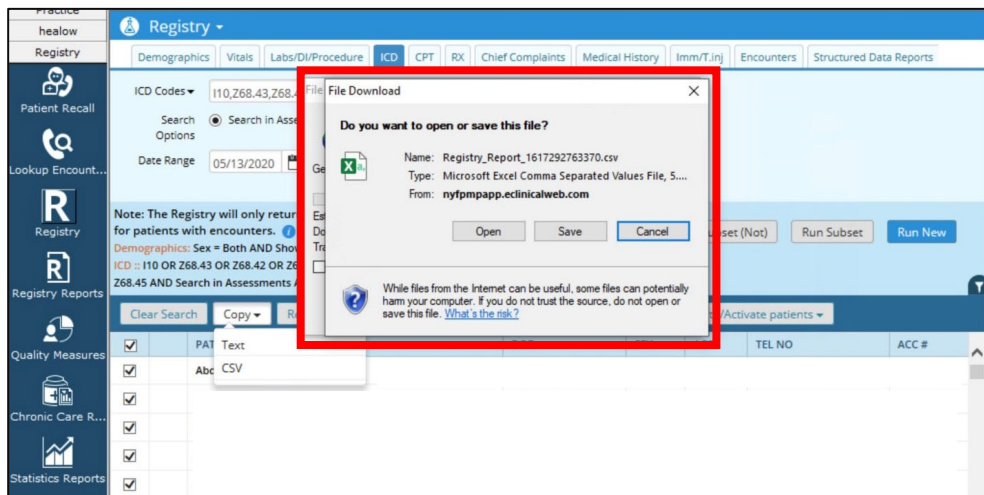 Practice
healow
Registry
Patient Recall
Lookup Encount...
Registry
Registry Reports
Quality Measures
Chronic Care R...
Statistics Reports
Registry
Demographics Vitals Labs/DI/Procedure ICD CPT RX Chief Complaints Medical History Imm/T.inj Encounters Structured Data Reports
ICD Codes I10,Z68.43,Z68.4
Search Options Search in Asse
Date Range 05/13/2020
Note: The Registry will only retur
for patients with encounters.
Demographics: Sex = Both AND Show
ICD :: I10 OR Z68.43 OR Z68.42 OR Z6
Z68.45 AND Search in Assessments A
(Not) Run Subset Run New
Clear Search Copy /Activate patients
Text
CSV
TEL NO ACC #
Abc
File Download
Do you want to open or save this file?
Name: Registry_Report_1617292763370.csv
Type: Microsoft Excel Comma Separated Values File, 5....
From: nyfpmpapp.eclinicalweb.com
Open Save Cancel
While files from the Internet can be useful, some files can potentially
harm your computer. If you do not trust the source, do not open or
save this file. What's the risk?